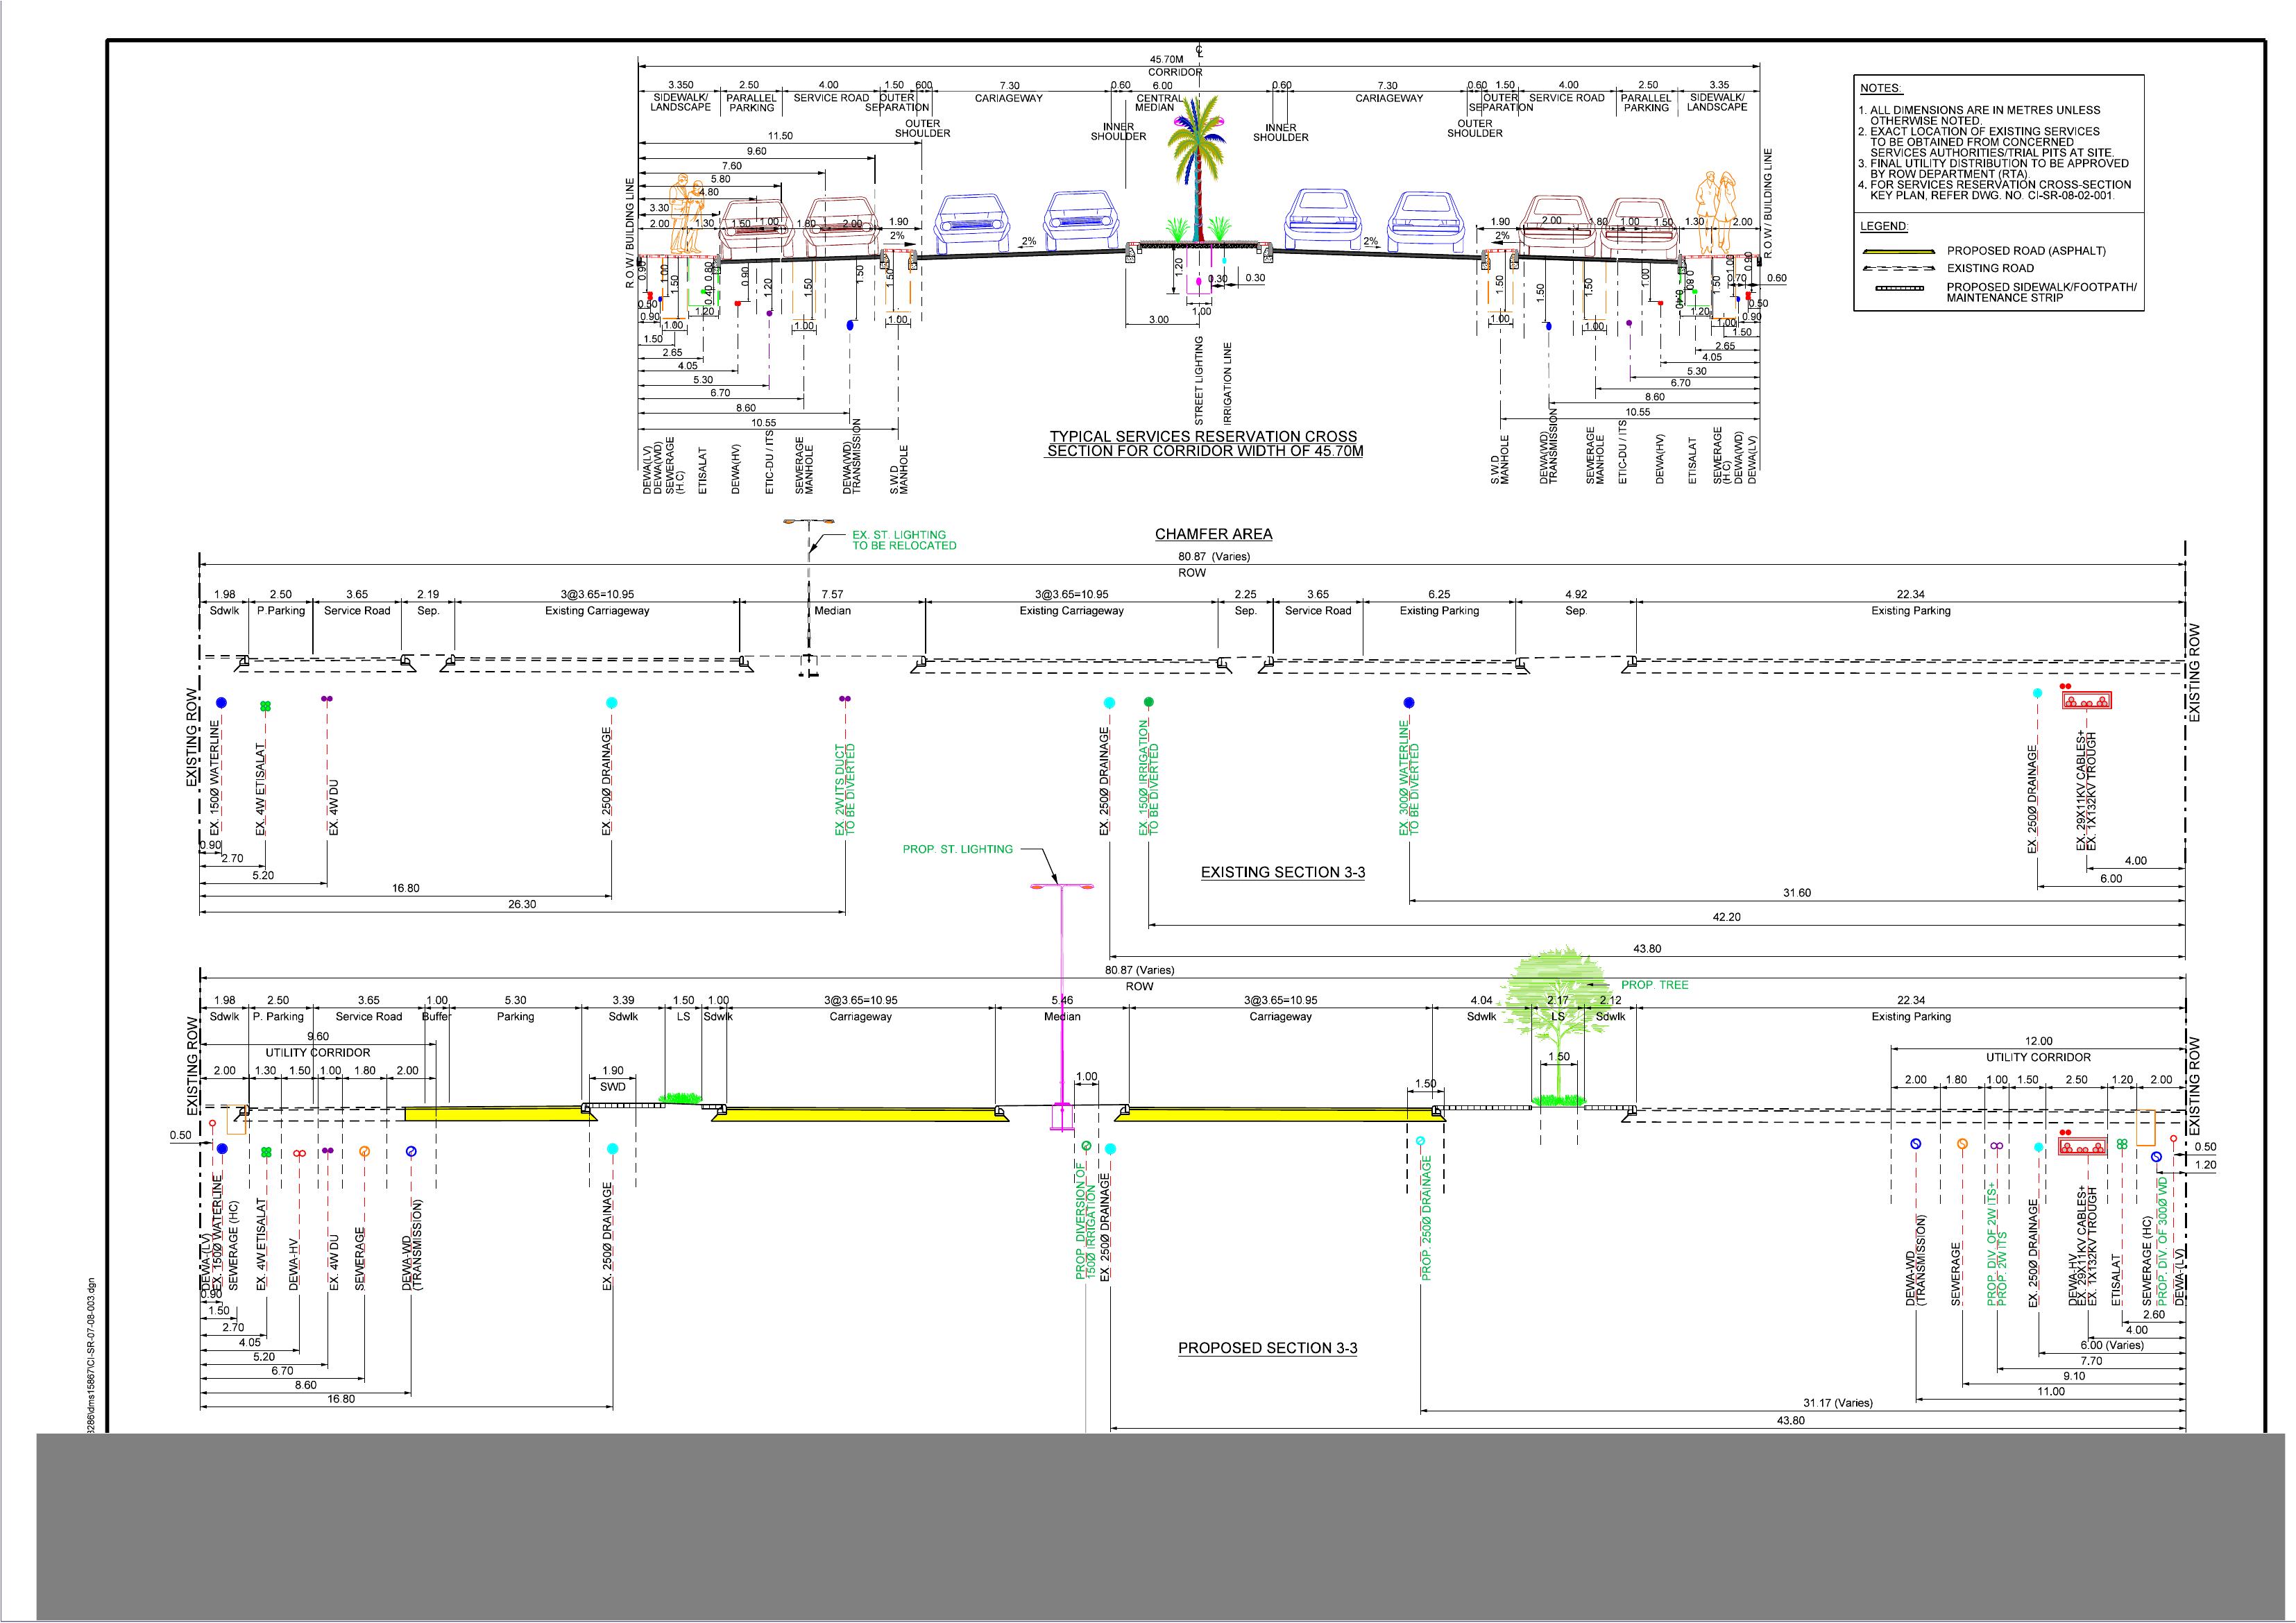 ℄
45.70M
CORRIDOR
3.350 2.50 4.00 1.50 600 7.30 0.60 6.00 0.60 7.30 0.60 1.50 4.00 2.50 3.35
SIDEWALK/
LANDSCAPE
PARALLEL
PARKING
SERVICE ROAD
OUTER
SEPARATION
OUTER
SHOULDER
CARIAGEWAY
INNER
SHOULDER
CENTRAL
MEDIAN
INNER
SHOULDER
CARIAGEWAY
OUTER
SHOULDER
OUTER
SEPARATION
SERVICE ROAD
PARALLEL
PARKING
SIDEWALK/
LANDSCAPE
11.50
9.60
7.60
5.80
4.80
3.30
2.00 1.30 1.50 1.00 1.80 2.00 1.90
2% 2% 2% 2%
1.90 2.00 1.80 1.00 1.50 1.30 2.00
R.O.W / BUILDING LINE
R.O.W / BUILDING LINE
0.90 1.00 1.50 0.80 0.40 0.90 1.20 1.50 1.50 1.50
0.50
0.90
1.00 1.20 1.00 1.00
1.50
2.65
4.05
5.30
6.70
8.60
10.55
1.20
0.30 0.30
1.00
3.00
STREET LIGHTING
IRRIGATION LINE
1.50 1.50 1.50 1.00 0.40 0.80 1.50 1.00 0.90
0.70 0.60
0.50
0.90
1.00 1.00 1.20 1.00
1.50
2.65
4.05
5.30
6.70
8.60
10.55
DEWA(LV)
DEWA(WD)
SEWERAGE
(H.C)
ETISALAT
DEWA(HV)
ETIC-DU / ITS
SEWERAGE
MANHOLE
DEWA(WD)
TRANSMISSION
S.W.D
MANHOLE
S.W.D
MANHOLE
DEWA(WD)
TRANSMISSION
SEWERAGE
MANHOLE
ETIC-DU / ITS
DEWA(HV)
ETISALAT
SEWERAGE
(H.C)
DEWA(WD)
DEWA(LV)
TYPICAL SERVICES RESERVATION CROSS
SECTION FOR CORRIDOR WIDTH OF 45.70M
NOTES:
1. ALL DIMENSIONS ARE IN METRES UNLESS
OTHERWISE NOTED.
2. EXACT LOCATION OF EXISTING SERVICES
TO BE OBTAINED FROM CONCERNED
SERVICES AUTHORITIES/TRIAL PITS AT SITE.
3. FINAL UTILITY DISTRIBUTION TO BE APPROVED
BY ROW DEPARTMENT (RTA).
4. FOR SERVICES RESERVATION CROSS-SECTION
KEY PLAN, REFER DWG. NO. CI-SR-08-02-001.
LEGEND:
PROPOSED ROAD (ASPHALT)
EXISTING ROAD
PROPOSED SIDEWALK/FOOTPATH/
MAINTENANCE STRIP
EX. ST. LIGHTING
TO BE RELOCATED
CHAMFER AREA
80.87 (Varies)
ROW
1.98 2.50 3.65 2.19 3@3.65=10.95 7.57 3@3.65=10.95 2.25 3.65 6.25 4.92 22.34
Sdwlk P.Parking Service Road Sep. Existing Carriageway Median Existing Carriageway Sep. Service Road Existing Parking Sep. Existing Parking
EXISTING ROW
EXISTING ROW
EX. 150Ø WATERLINE
EX. 4W ETISALAT
EX. 4W DU
EX. 250Ø DRAINAGE
EX. 2W ITS DUCT
TO BE DIVERTED
EX. 250Ø DRAINAGE
EX. 150Ø IRRIGATION
TO BE DIVERTED
EX. 300Ø WATERLINE
TO BE DIVERTED
EX. 250Ø DRAINAGE
EX. 29X11KV CABLES+
EX. 1X132KV TROUGH
0.90
2.70
5.20
16.80
26.30
4.00
6.00
31.60
42.20
43.80
EXISTING SECTION 3-3
PROP. ST. LIGHTING
80.87 (Varies)
ROW
PROP. TREE
1.98 2.50 3.65 1.00 5.30 3.39 1.50 1.00 3@3.65=10.95 5.46 3@3.65=10.95 4.04 2.17 2.12 22.34
Sdwlk P. Parking Service Road Buffer Parking Sdwlk LS Sdwlk Carriageway Median Carriageway Sdwlk LS Sdwlk Existing Parking
EXISTING ROW
EXISTING ROW
9.60
UTILITY CORRIDOR
2.00 1.30 1.50 1.00 1.80 2.00
1.90
SWD
1.00
1.50
1.50
12.00
UTILITY CORRIDOR
2.00 1.80 1.00 1.50 2.50 1.20 2.00
0.50
0.50
1.20
DEWA-(LV)
EX. 150Ø WATERLINE
SEWERAGE (HC)
EX. 4W ETISALAT
DEWA-HV
EX. 4W DU
SEWERAGE
DEWA-WD
(TRANSMISSION)
EX. 250Ø DRAINAGE
PROP. DIVERSION OF
150Ø IRRIGATION
EX. 250Ø DRAINAGE
PROP. 250Ø DRAINAGE
DEWA-WD
(TRANSMISSION)
SEWERAGE
PROP. DIV. OF 2W ITS+
PROP. 2W ITS
EX. 250Ø DRAINAGE
DEWA-HV
EX. 29X11KV CABLES+
EX. 1X132KV TROUGH
ETISALAT
SEWERAGE (HC)
PROP. DIV. OF 300Ø WD
DEWA-(LV)
0.90
1.50
2.70
4.05
5.20
6.70
8.60
16.80
2.60
4.00
6.00 (Varies)
7.70
9.10
11.00
31.17 (Varies)
43.80
PROPOSED SECTION 3-3
3286\dms15867\CI-SR-07-08-003.dgn